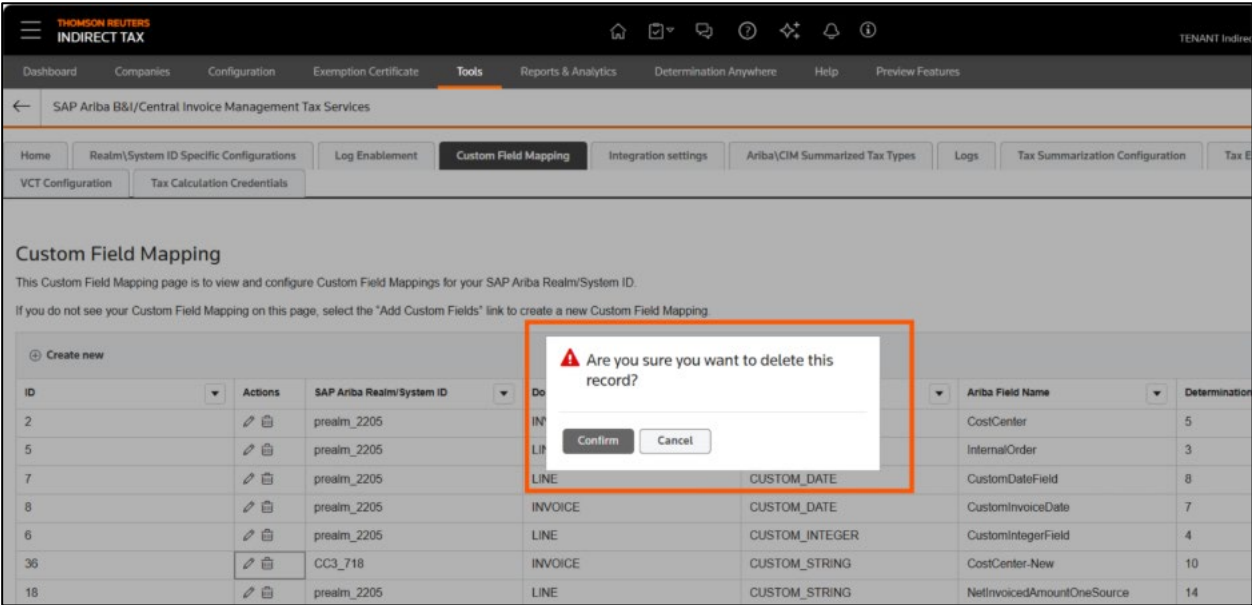 THOMSON REUTERS
INDIRECT TAX
TENANT Indirec
Dashboard Companies Configuration Exemption Certificate Tools Reports & Analytics Determination Anywhere Help Preview Features
SAP Ariba B&I/Central Invoice Management Tax Services
Home Realm\System ID Specific Configurations Log Enablement Custom Field Mapping Integration settings Ariba\CIM Summarized Tax Types Logs Tax Summarization Configuration Tax E
VCT Configuration Tax Calculation Credentials
Custom Field Mapping
This Custom Field Mapping page is to view and configure Custom Field Mappings for your SAP Ariba Realm/System ID.
If you do not see your Custom Field Mapping on this page, select the "Add Custom Fields" link to create a new Custom Field Mapping.
Create new
Are you sure you want to delete this
record?
Confirm Cancel
ID Actions SAP Ariba Realm/System ID Do Ariba Field Name Determination
2 prealm_2205 INV CostCenter 5
5 prealm_2205 LIN InternalOrder 3
7 prealm_2205 LINE CUSTOM_DATE CustomDateField 8
8 prealm_2205 INVOICE CUSTOM_DATE CustomInvoiceDate 7
6 prealm_2205 LINE CUSTOM_INTEGER CustomIntegerField 4
36 CC3_718 INVOICE CUSTOM_STRING CostCenter-New 10
18 prealm_2205 LINE CUSTOM_STRING NetInvoicedAmountOneSource 14